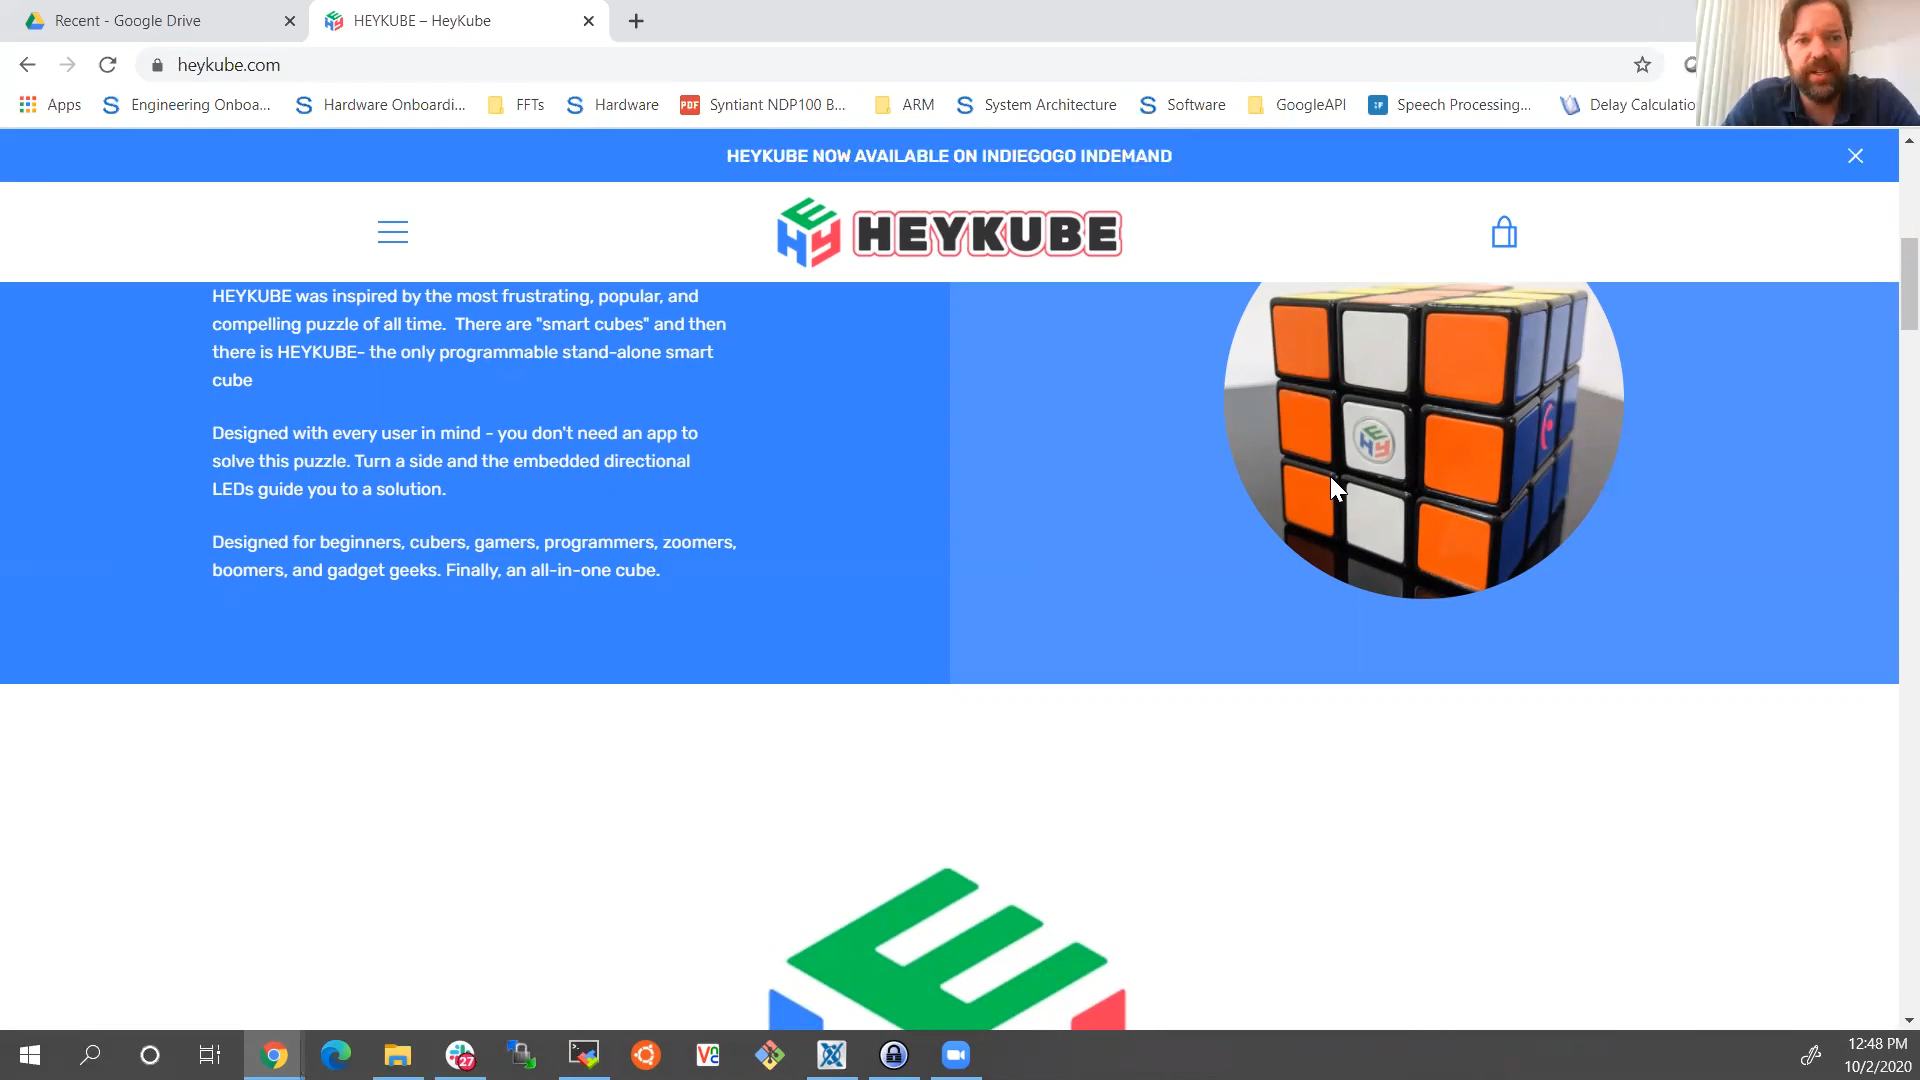 Recent - Google Drive
HEYKUBE – HeyKube
heykube.com
Apps
Engineering Onboa...
Hardware Onboardi...
FFTs
Hardware
PDF
Syntiant NDP100 B...
ARM
System Architecture
Software
GoogleAPI
Speech Processing...
Delay Calculatio
HEYKUBE NOW AVAILABLE ON INDIEGOGO INDEMAND
HEY HEYKUBE
HEYKUBE was inspired by the most frustrating, popular, and
compelling puzzle of all time. There are "smart cubes" and then
there is HEYKUBE- the only programmable stand-alone smart
cube
Designed with every user in mind - you don't need an app to
solve this puzzle. Turn a side and the embedded directional
LEDs guide you to a solution.
Designed for beginners, cubers, gamers, programmers, zoomers,
boomers, and gadget geeks. Finally, an all-in-one cube.
HEY
E
27
12:48 PM
10/2/2020